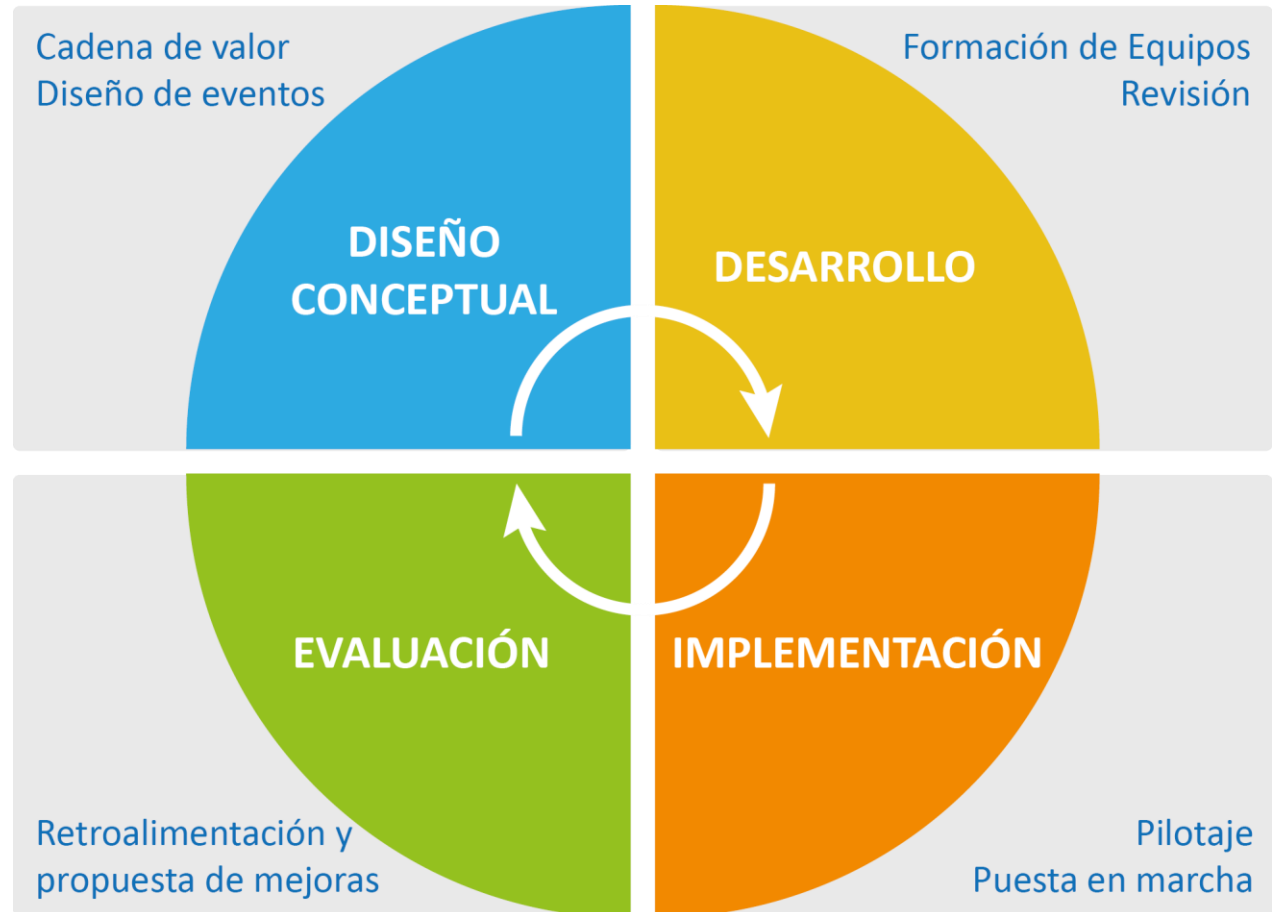 Cadena de valor
Diseño de eventos
Formación de Equipos
Revisión
DISEÑO
CONCEPTUAL
DESARROLLO
EVALUACIÓN
IMPLEMENTACIÓN
Retroalimentación y
propuesta de mejoras
Pilotaje
Puesta en marcha